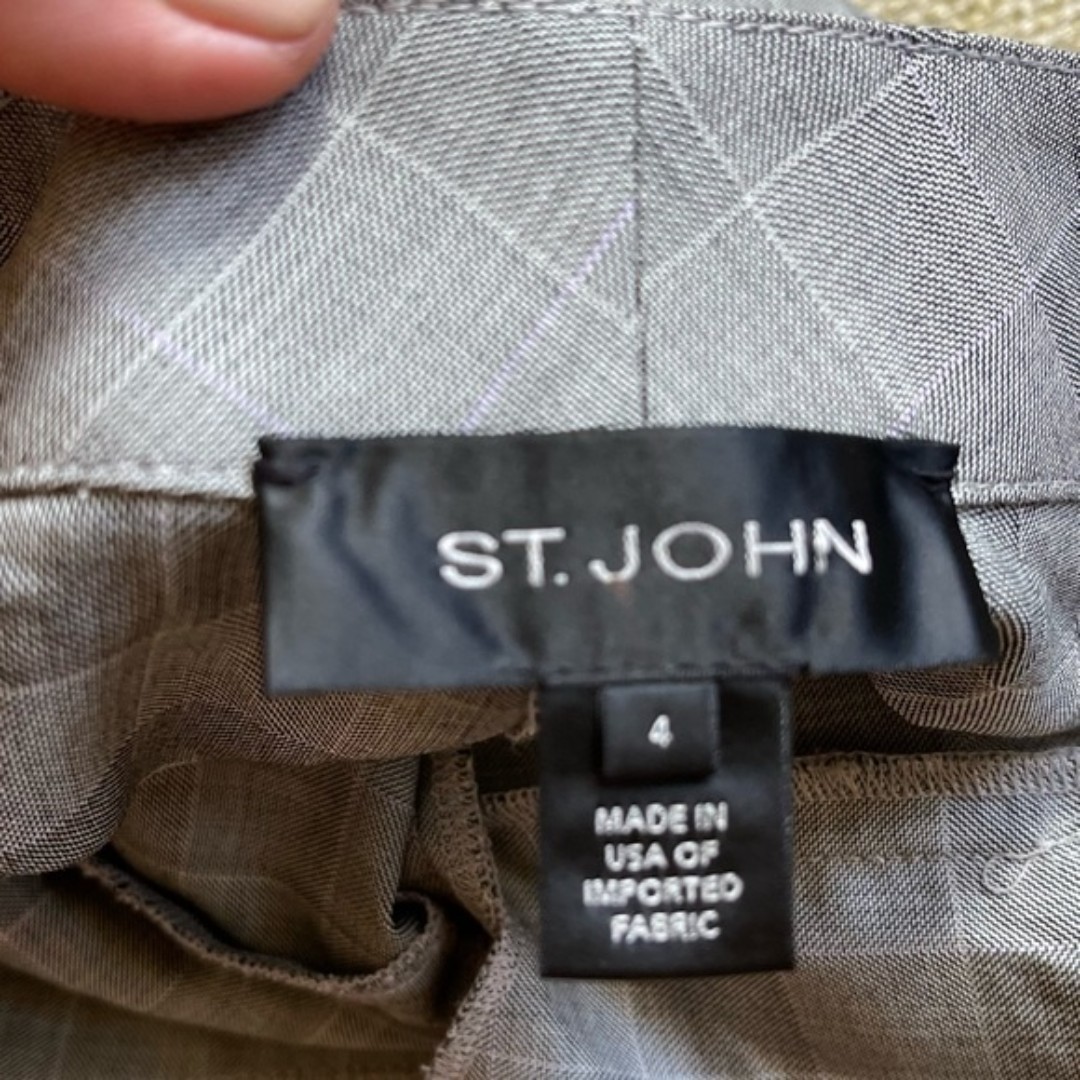 ST. JOHN
4
MADE IN
USA OF
IMPORTED
FABRIC